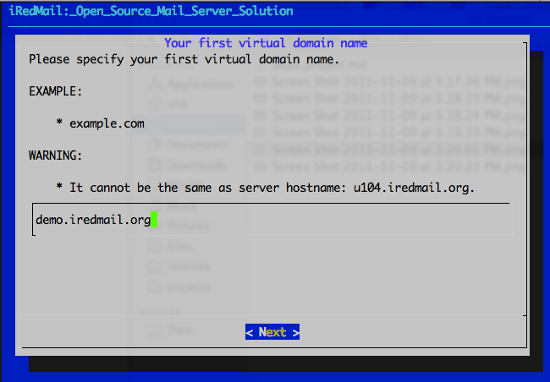 iRedMail:_Open_Source_Mail_Server_Solution
Your first virtual domain name
Please specify your first virtual domain name.
EXAMPLE:
* example.com
WARNING:
* It cannot be the same as server hostname: u104.iredmail.org.
demo.iredmail.org
< Next >